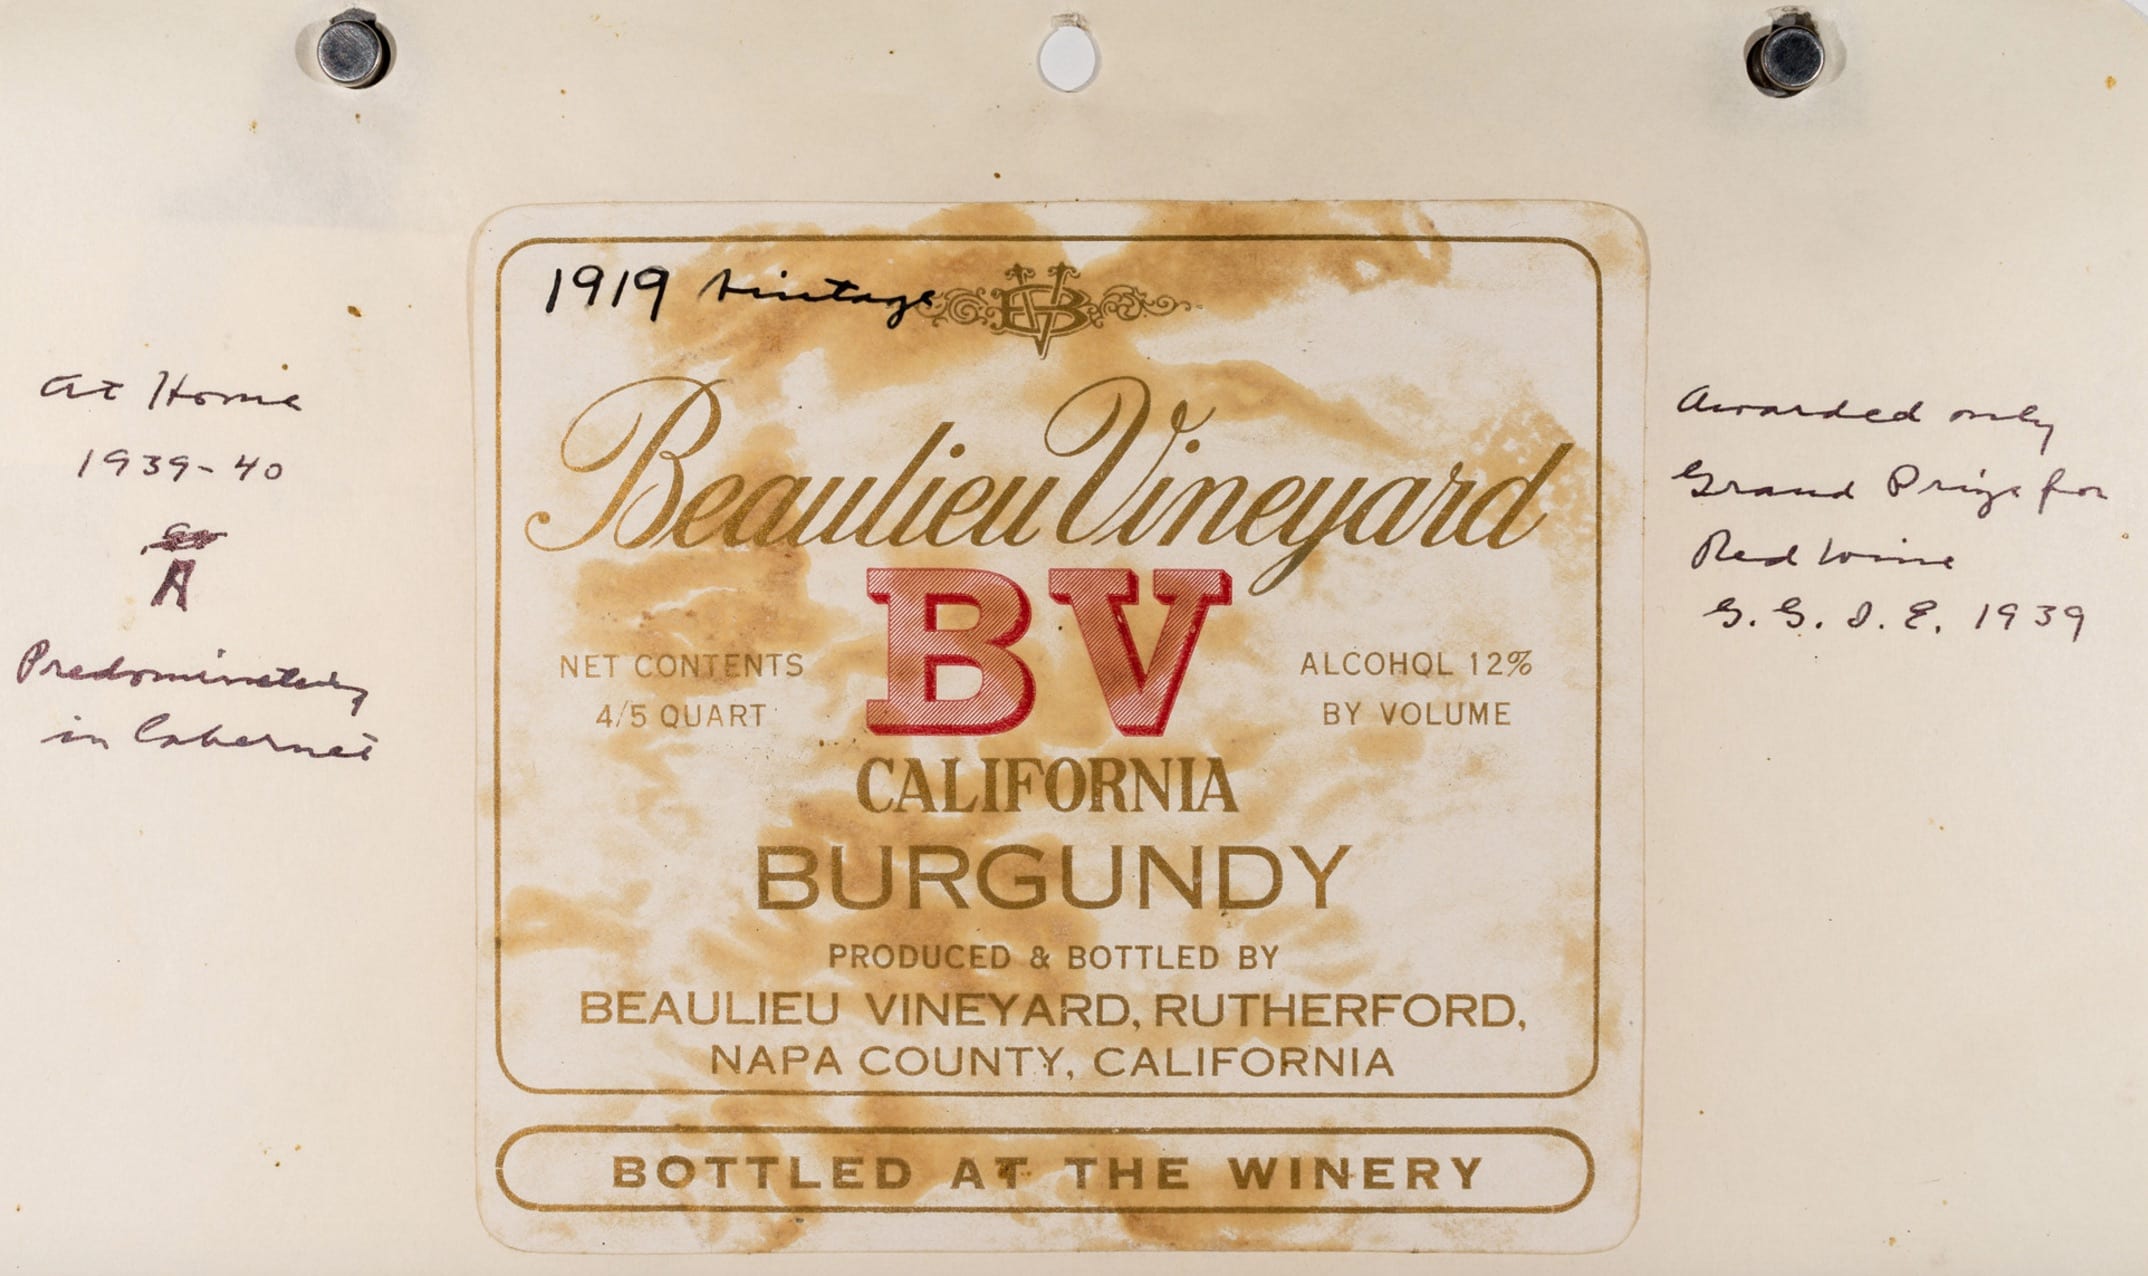 1919 vintage
Beaulieu Vineyard
BV
NET CONTENTS
4/5 QUART
ALCOHOL 12%
BY VOLUME
CALIFORNIA
BURGUNDY
PRODUCED & BOTTLED BY
BEAULIEU VINEYARD, RUTHERFORD,
NAPA COUNTY, CALIFORNIA
BOTTLED AT THE WINERY
At Home
1939-40
A
Predominately
in Cabernet
Awarded only
Grand Prize for
Red Wine
G. G. I. E. 1939